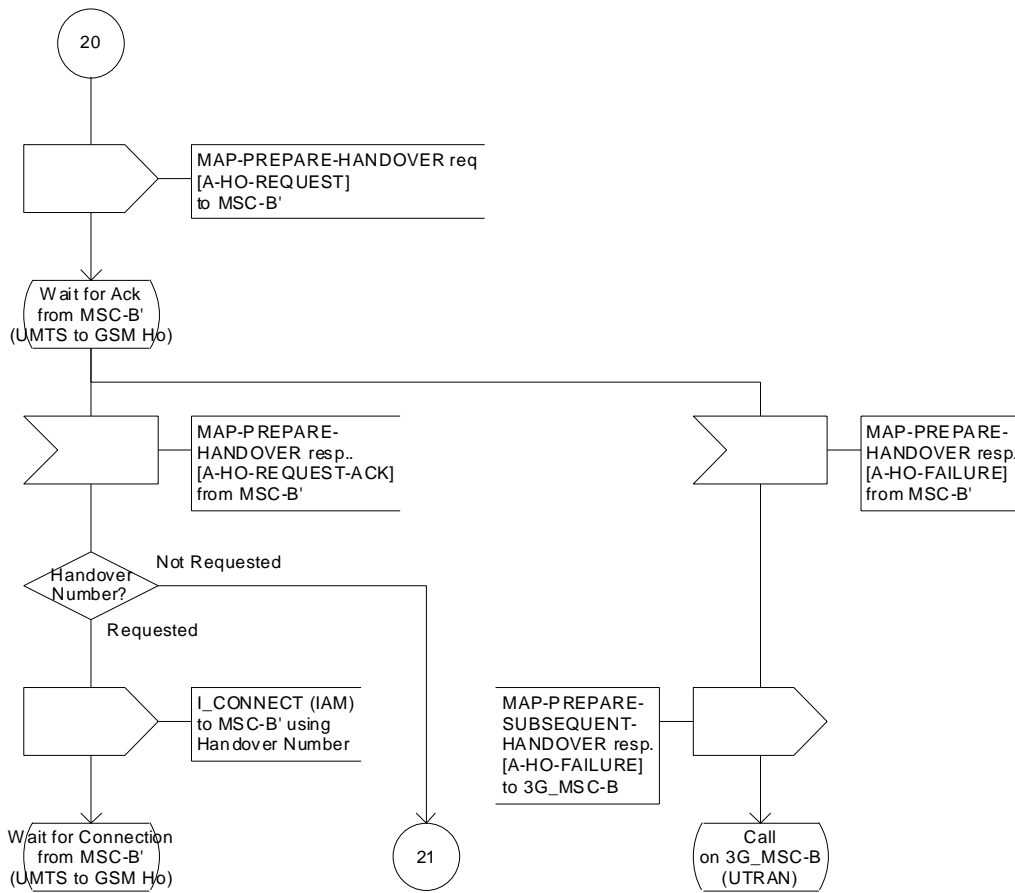 20
MAP-PREPARE-HANDOVER req
[A-HO-REQUEST]
to MSC-B'
Wait for Ack
from MSC-B'
(UMTS to GSM Ho)
MAP-PREPARE-
HANDOVER resp..
[A-HO-REQUEST-ACK]
from MSC-B'
MAP-PREPARE-
HANDOVER resp.
[A-HO-FAILURE]
from MSC-B'
Handover
Number?
Not Requested
Requested
I_CONNECT (IAM)
to MSC-B' using
Handover Number
MAP-PREPARE-
SUBSEQUENT-
HANDOVER resp.
[A-HO-FAILURE]
to 3G_MSC-B
Wait for Connection
from MSC-B'
(UMTS to GSM Ho)
21
Call
on 3G_MSC-B
(UTRAN)